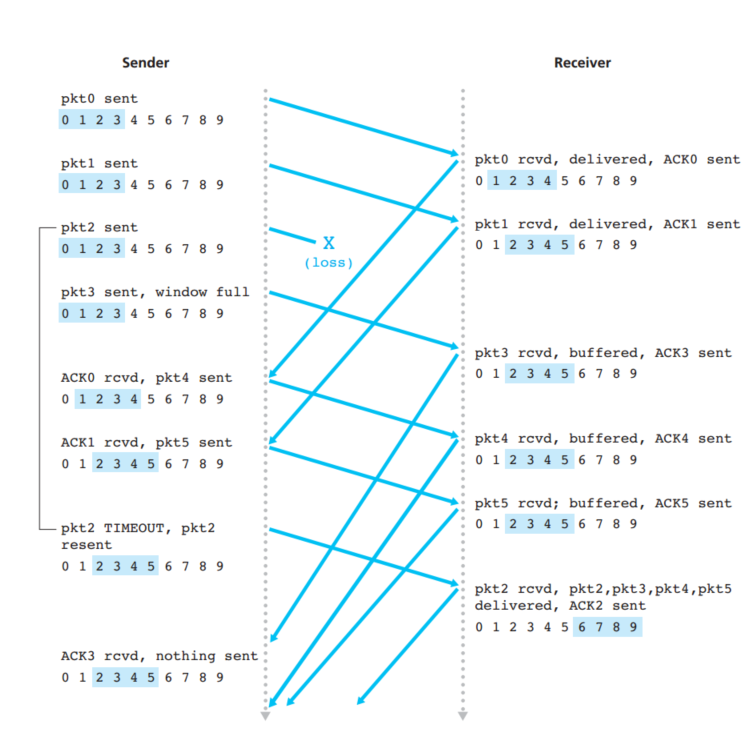 Sender
Receiver
pkt0 sent
0 1 2 3 4 5 6 7 8 9
pkt0 rcvd, delivered, ACK0 sent
0 1 2 3 4 5 6 7 8 9
pkt1 sent
0 1 2 3 4 5 6 7 8 9
pkt1 rcvd, delivered, ACK1 sent
0 1 2 3 4 5 6 7 8 9
pkt2 sent
0 1 2 3 4 5 6 7 8 9
X
(loss)
pkt3 sent, window full
0 1 2 3 4 5 6 7 8 9
pkt3 rcvd, buffered, ACK3 sent
0 1 2 3 4 5 6 7 8 9
ACK0 rcvd, pkt4 sent
0 1 2 3 4 5 6 7 8 9
pkt4 rcvd, buffered, ACK4 sent
0 1 2 3 4 5 6 7 8 9
ACK1 rcvd, pkt5 sent
0 1 2 3 4 5 6 7 8 9
pkt5 rcvd; buffered, ACK5 sent
0 1 2 3 4 5 6 7 8 9
pkt2 TIMEOUT, pkt2
resent
0 1 2 3 4 5 6 7 8 9
pkt2 rcvd, pkt2,pkt3,pkt4,pkt5
delivered, ACK2 sent
0 1 2 3 4 5 6 7 8 9
ACK3 rcvd, nothing sent
0 1 2 3 4 5 6 7 8 9